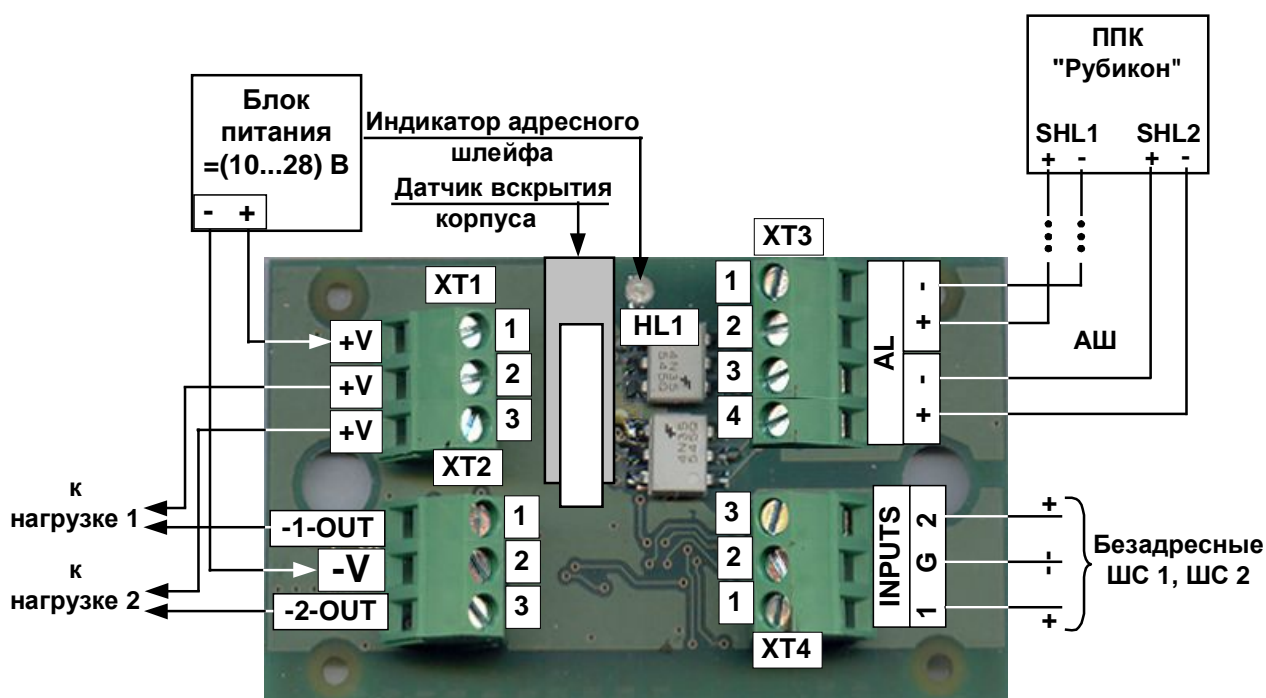 ППК
"Рубикон"
SHL1 SHL2
+ - + -
Блок
питания
=(10...28) В
- +
Индикатор адресного
шлейфа
Датчик вскрытия
корпуса
XT3
XT1
HL1
+V
+V
+V
1
2
3
XT2
1
2
3
4
AL
-
+
-
+
АШ
к
нагрузке 1
к
нагрузке 2
-1-OUT
-V
-2-OUT
1
2
3
3
2
1
XT4
INPUTS
2
G
1
+
-
-
+
Безадресные
ШС 1, ШС 2